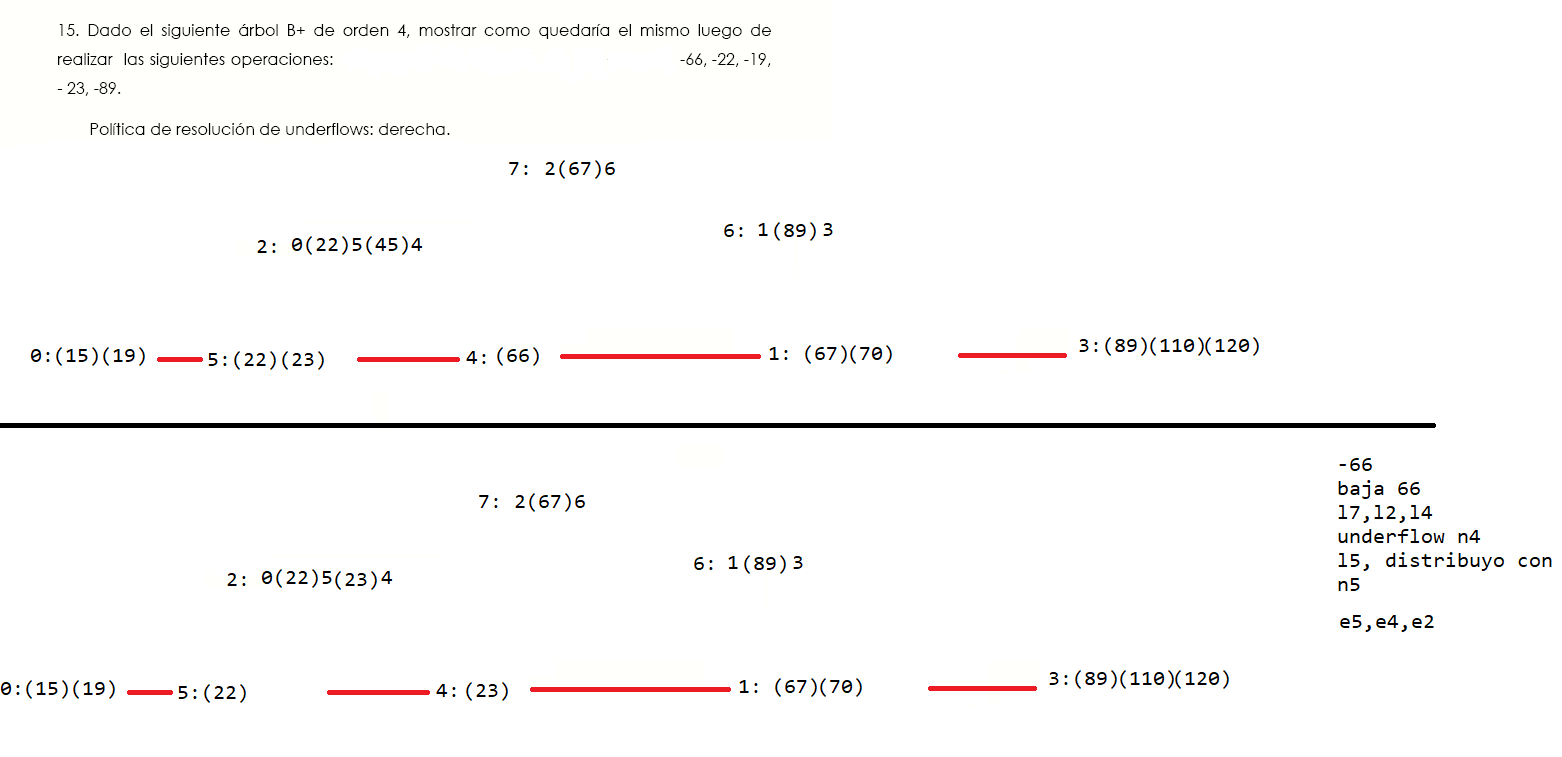 15. Dado el siguiente árbol B+ de orden 4, mostrar como quedaría el mismo luego de
realizar las siguientes operaciones: -66, -22, -19,
- 23, -89.
Política de resolución de underflows: derecha.
7: 2(67)6
6: 1(89)3
2: 0(22)5(45)4
0:(15)(19) 5:(22)(23) 4:(66) 1: (67)(70) 3:(89)(110)(120)
-66
baja 66
l7,l2,l4
underflow n4
l5, distribuyo con
n5
e5,e4,e2
7: 2(67)6
6: 1(89)3
2: 0(22)5(23)4
0:(15)(19) 5:(22) 4:(23) 1: (67)(70) 3:(89)(110)(120)